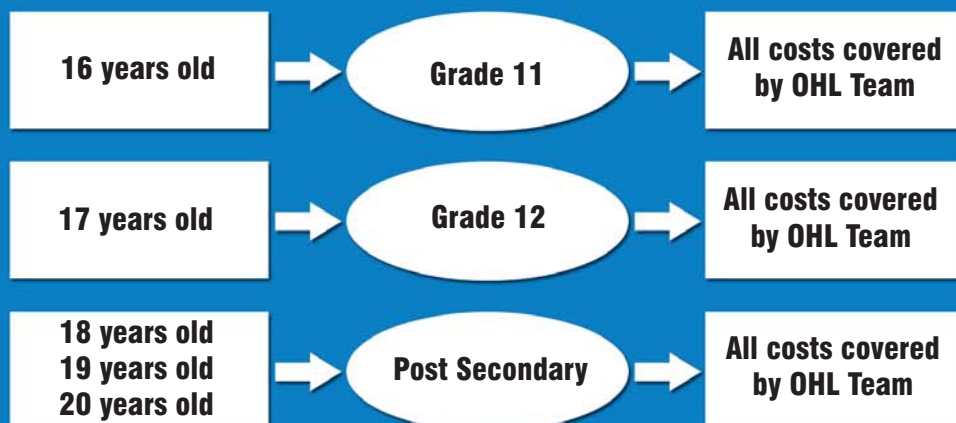 16 years old
Grade 11
All costs covered
by OHL Team
17 years old
Grade 12
All costs covered
by OHL Team
18 years old
19 years old
20 years old
Post Secondary
All costs covered
by OHL Team